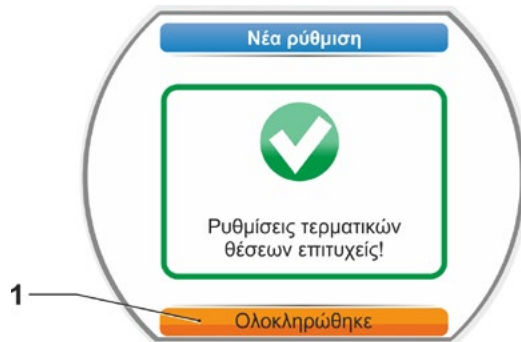 Νέα ρύθμιση
Ρυθμίσεις τερματικών
θέσεων επιτυχείς!
1
Ολοκληρώθηκε